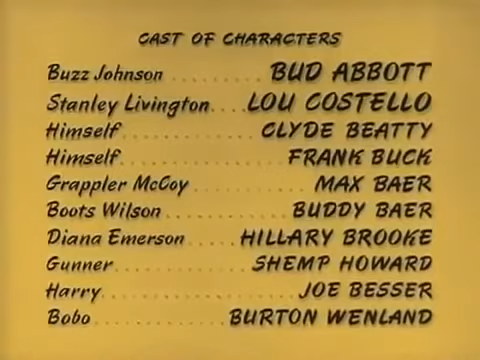 CAST OF CHARACTERS
Buzz Johnson ......... BUD ABBOTT
Stanley Livington.... LOU COSTELLO
Himself .............. CLYDE BEATTY
Himself................ FRANK BUCK
Grappler McCoy ............ MAX BAER
Boots Wilson ............ BUDDY BAER
Diana Emerson ..... HILLARY BROOKE
Gunner.............. SHEMP HOWARD
Harry.................... JOE BESSER
Bobo............. BURTON WENLAND